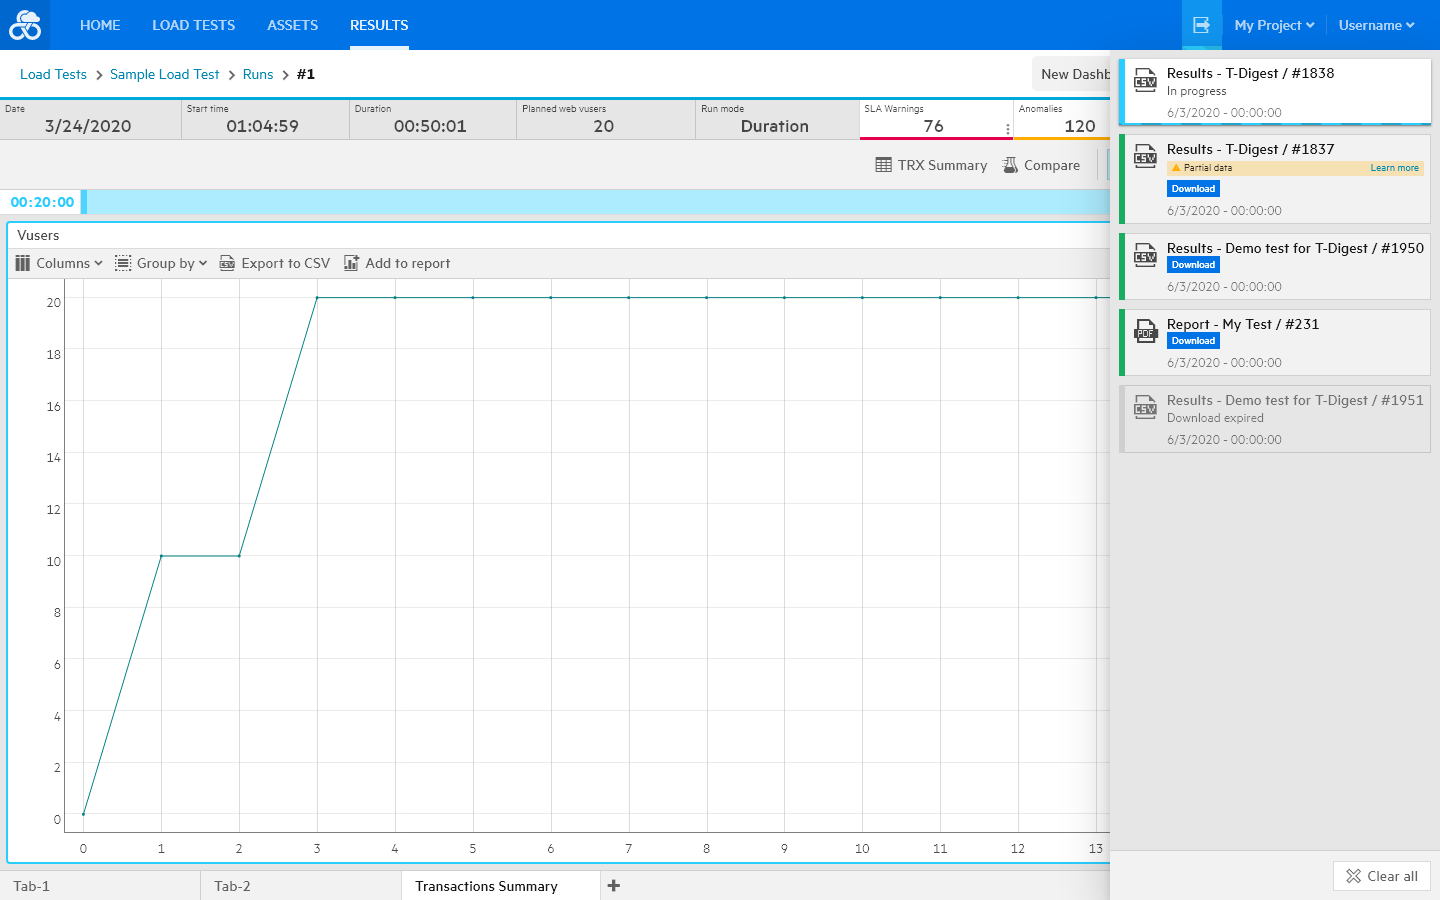 HOME LOAD TESTS ASSETS RESULTS My Project Username
Load Tests > Sample Load Test > Runs > #1
New Dashb
Date
3/24/2020
Start time
01:04:59
Duration
00:50:01
Planned web vusers
20
Run mode
Duration
SLA Warnings
76
Anomalies
120
TRX Summary Compare
00:20:00
Vusers
Columns Group by Export to CSV Add to report
20
18
16
14
12
10
8
6
4
2
0
0 1 2 3 4 5 6 7 8 9 10 11 12 13
Tab-1 Tab-2 Transactions Summary +
CSV
Results - T-Digest / #1838
In progress
6/3/2020 - 00:00:00
CSV
Results - T-Digest / #1837
Partial data Learn more
Download
6/3/2020 - 00:00:00
CSV
Results - Demo test for T-Digest / #1950
Download
6/3/2020 - 00:00:00
PDF
Report - My Test / #231
Download
6/3/2020 - 00:00:00
CSV
Results - Demo test for T-Digest / #1951
Download expired
6/3/2020 - 00:00:00
Clear all